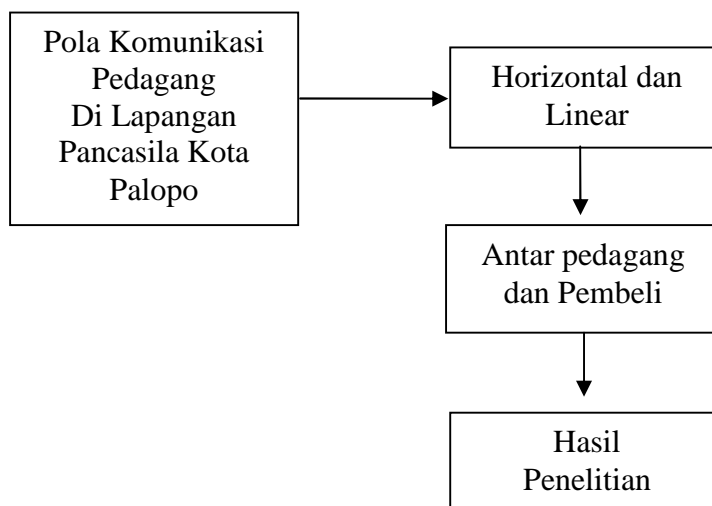 Pola Komunikasi
Pedagang
Di Lapangan
Pancasila Kota
Palopo
Horizontal dan
Linear
Antar pedagang
dan Pembeli
Hasil
Penelitian